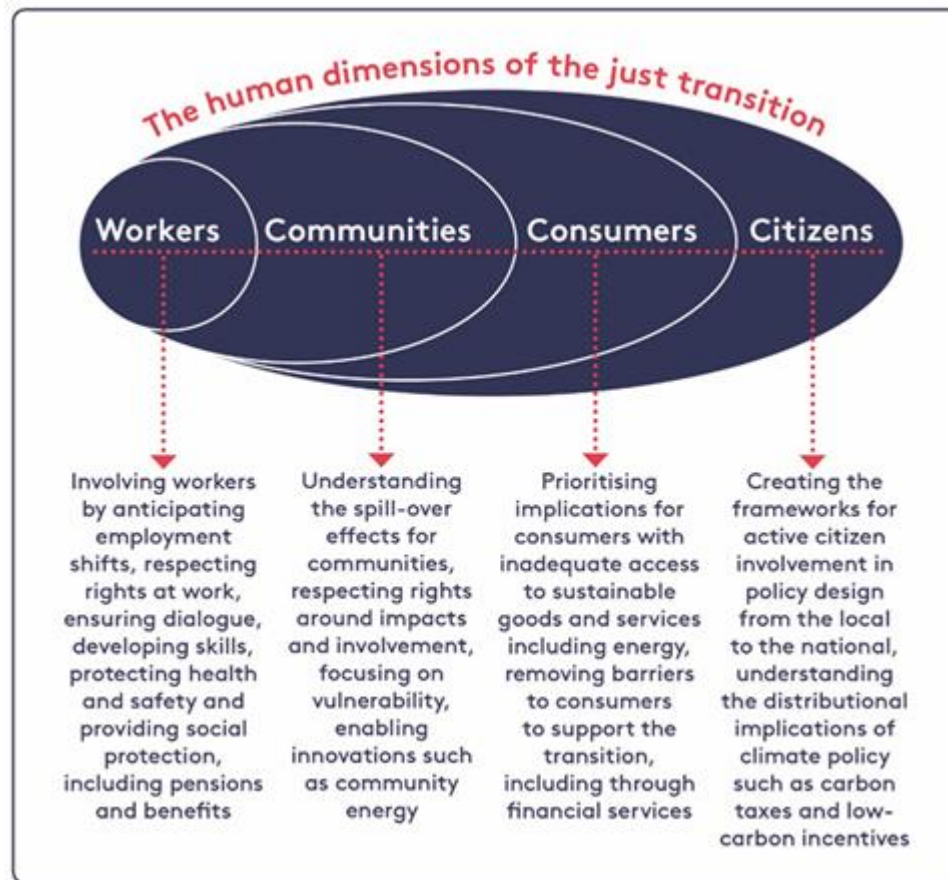 The human dimensions of the just transition
Workers
Communities
Consumers
Citizens
Involving workers
by anticipating
employment
shifts, respecting
rights at work,
ensuring dialogue,
developing skills,
protecting health
and safety and
providing social
protection,
including pensions
and benefits
Understanding
the spill-over
effects for
communities,
respecting rights
around impacts
and involvement,
focusing on
vulnerability,
enabling
innovations such
as community
energy
Prioritising
implications for
consumers with
inadequate access
to sustainable
goods and services
including energy,
removing barriers
to consumers
to support the
transition,
including through
financial services
Creating the
frameworks for
active citizen
involvement in
policy design
from the local
to the national,
understanding
the distributional
implications of
climate policy
such as carbon
taxes and low-
carbon incentives